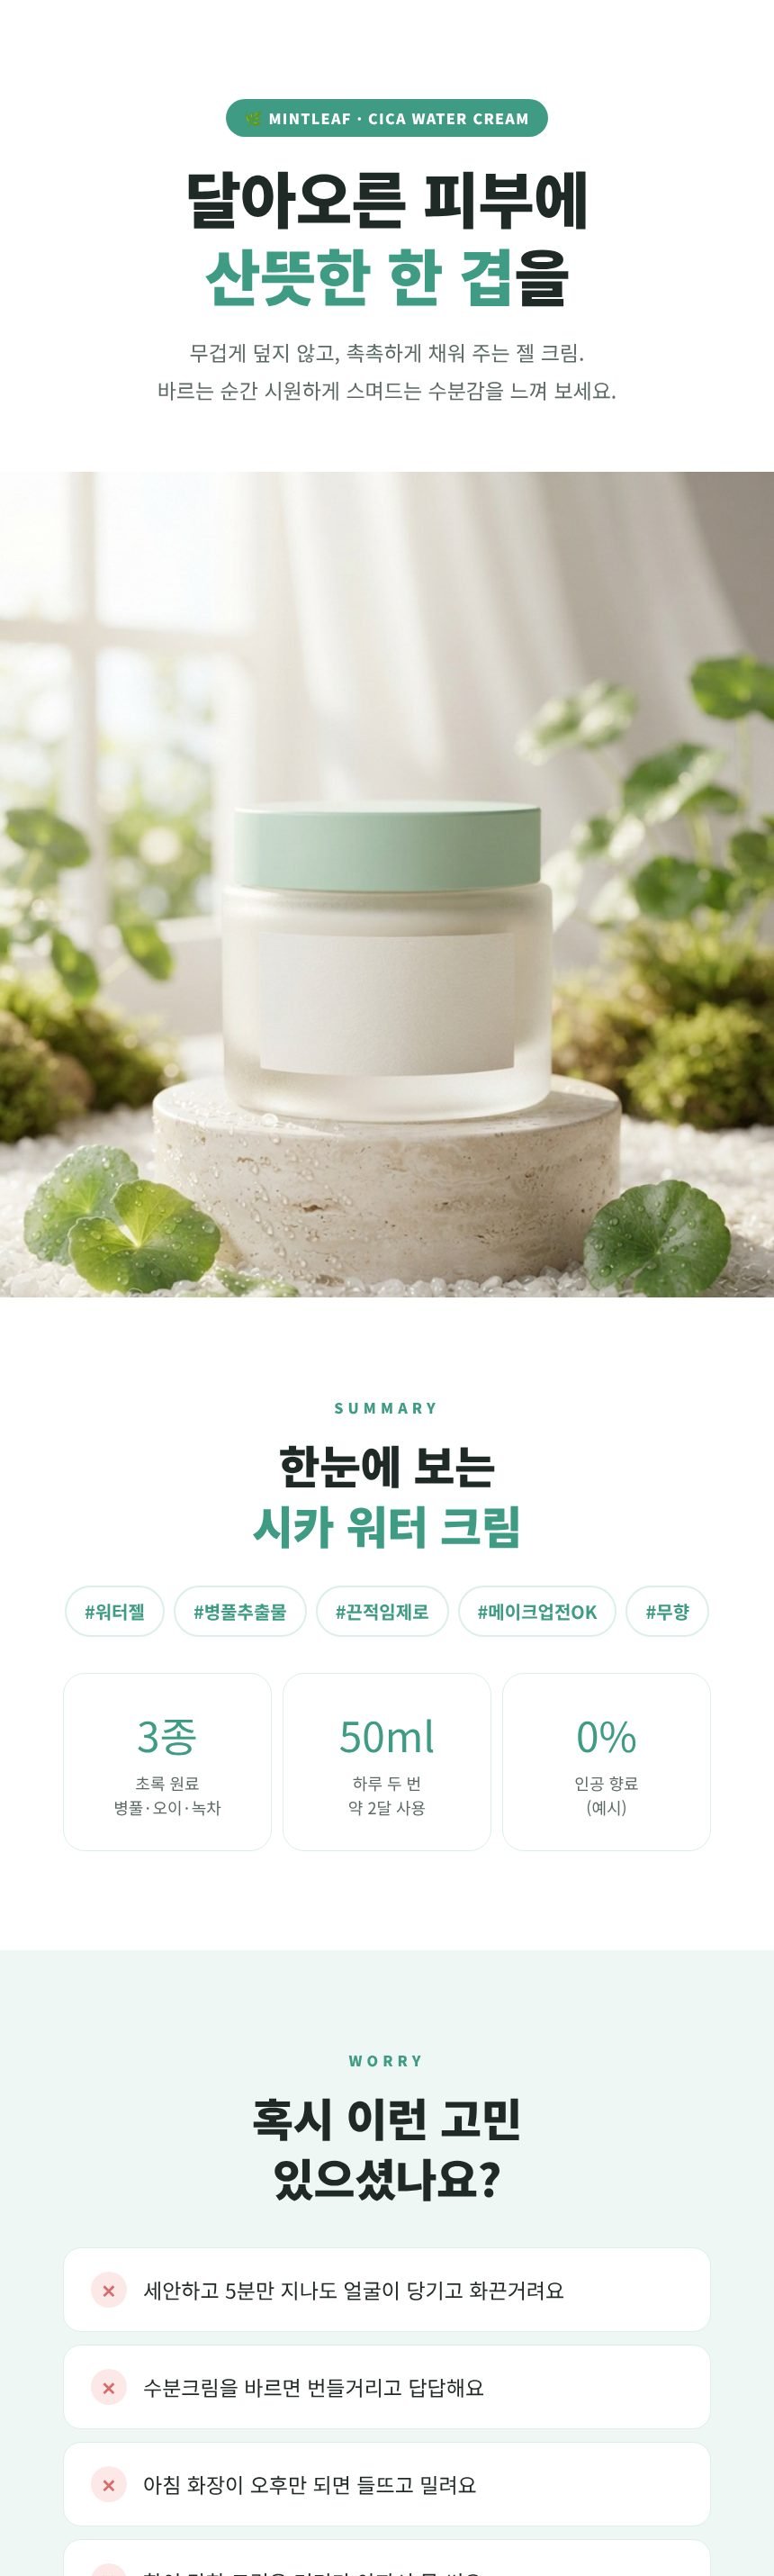 MINTLEAF · CICA WATER CREAM
달아오른 피부에
산뜻한 한 겹을
무겁게 덮지 않고, 촉촉하게 채워 주는 젤 크림.
바르는 순간 시원하게 스며드는 수분감을 느껴 보세요.
SUMMARY
한눈에 보는
시카 워터 크림
#워터젤 #병풀추출물 #끈적임제로 #메이크업전OK #무향
3종
초록 원료
병풀·오이·녹차
50ml
하루 두 번
약 2달 사용
0%
인공 향료
(예시)
WORRY
혹시 이런 고민
있으셨나요?
세안하고 5분만 지나도 얼굴이 당기고 화끈거려요
수분크림을 바르면 번들거리고 답답해요
아침 화장이 오후만 되면 들뜨고 밀려요